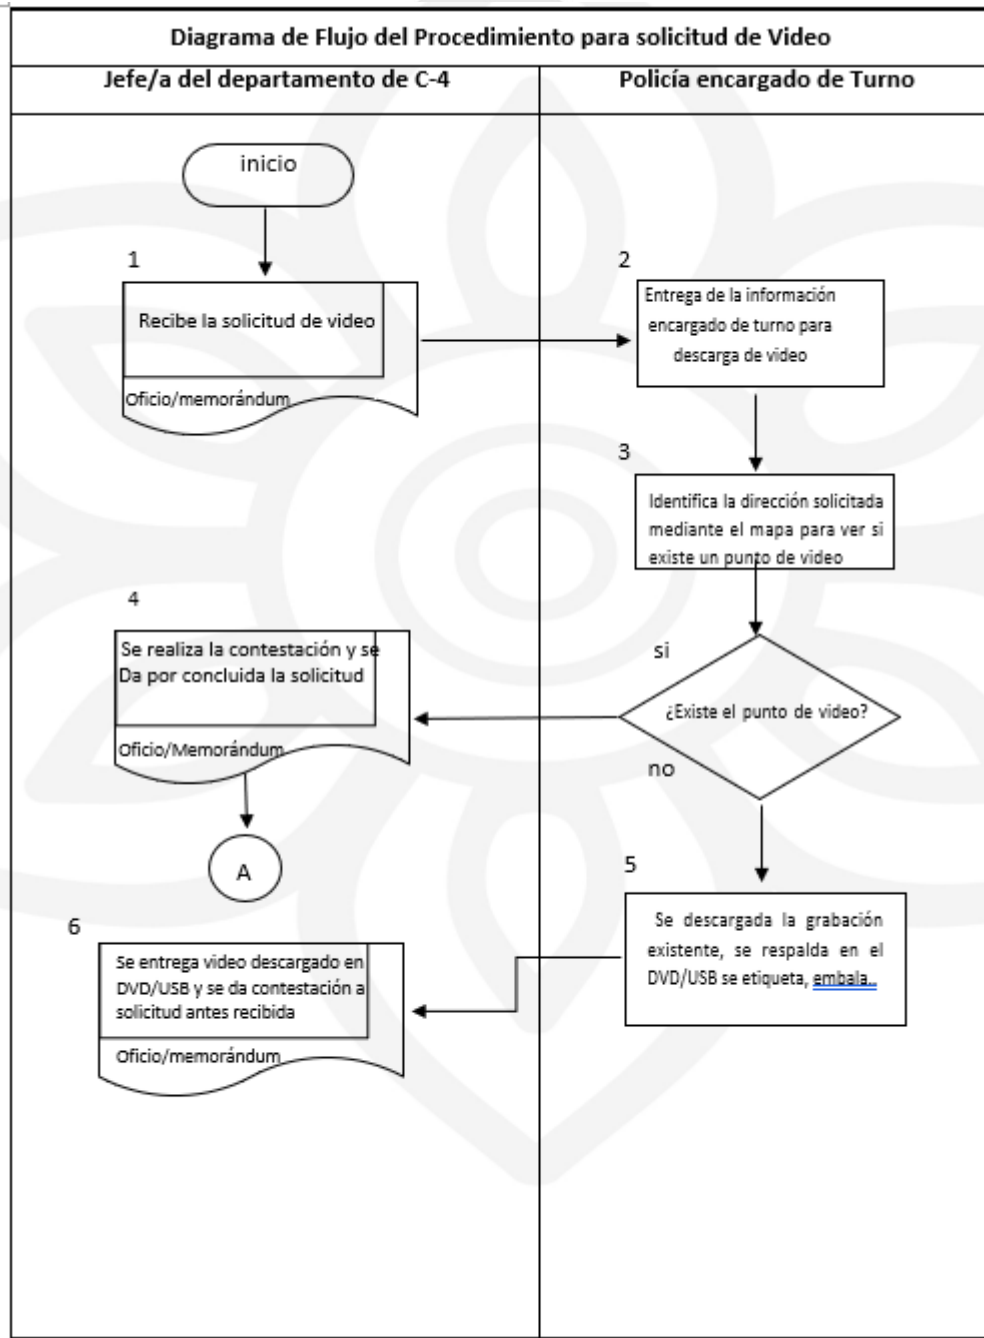 Diagrama de Flujo del Procedimiento para solicitud de Video
Jefe/a del departamento de C-4
Policía encargado de Turno
inicio
1
Recibe la solicitud de video
Oficio/memorándum
2
Entrega de la información
encargado de turno para
descarga de video
3
Identifica la dirección solicitada
mediante el mapa para ver si
existe un punto de video
4
Se realiza la contestación y se
Da por concluida la solicitud
Oficio/Memorándum
si
¿Existe el punto de video?
no
A
5
Se descargada la grabación
existente, se respalda en el
DVD/USB se etiqueta, embala..
6
Se entrega video descargado en
DVD/USB y se da contestación a
solicitud antes recibida
Oficio/memorándum